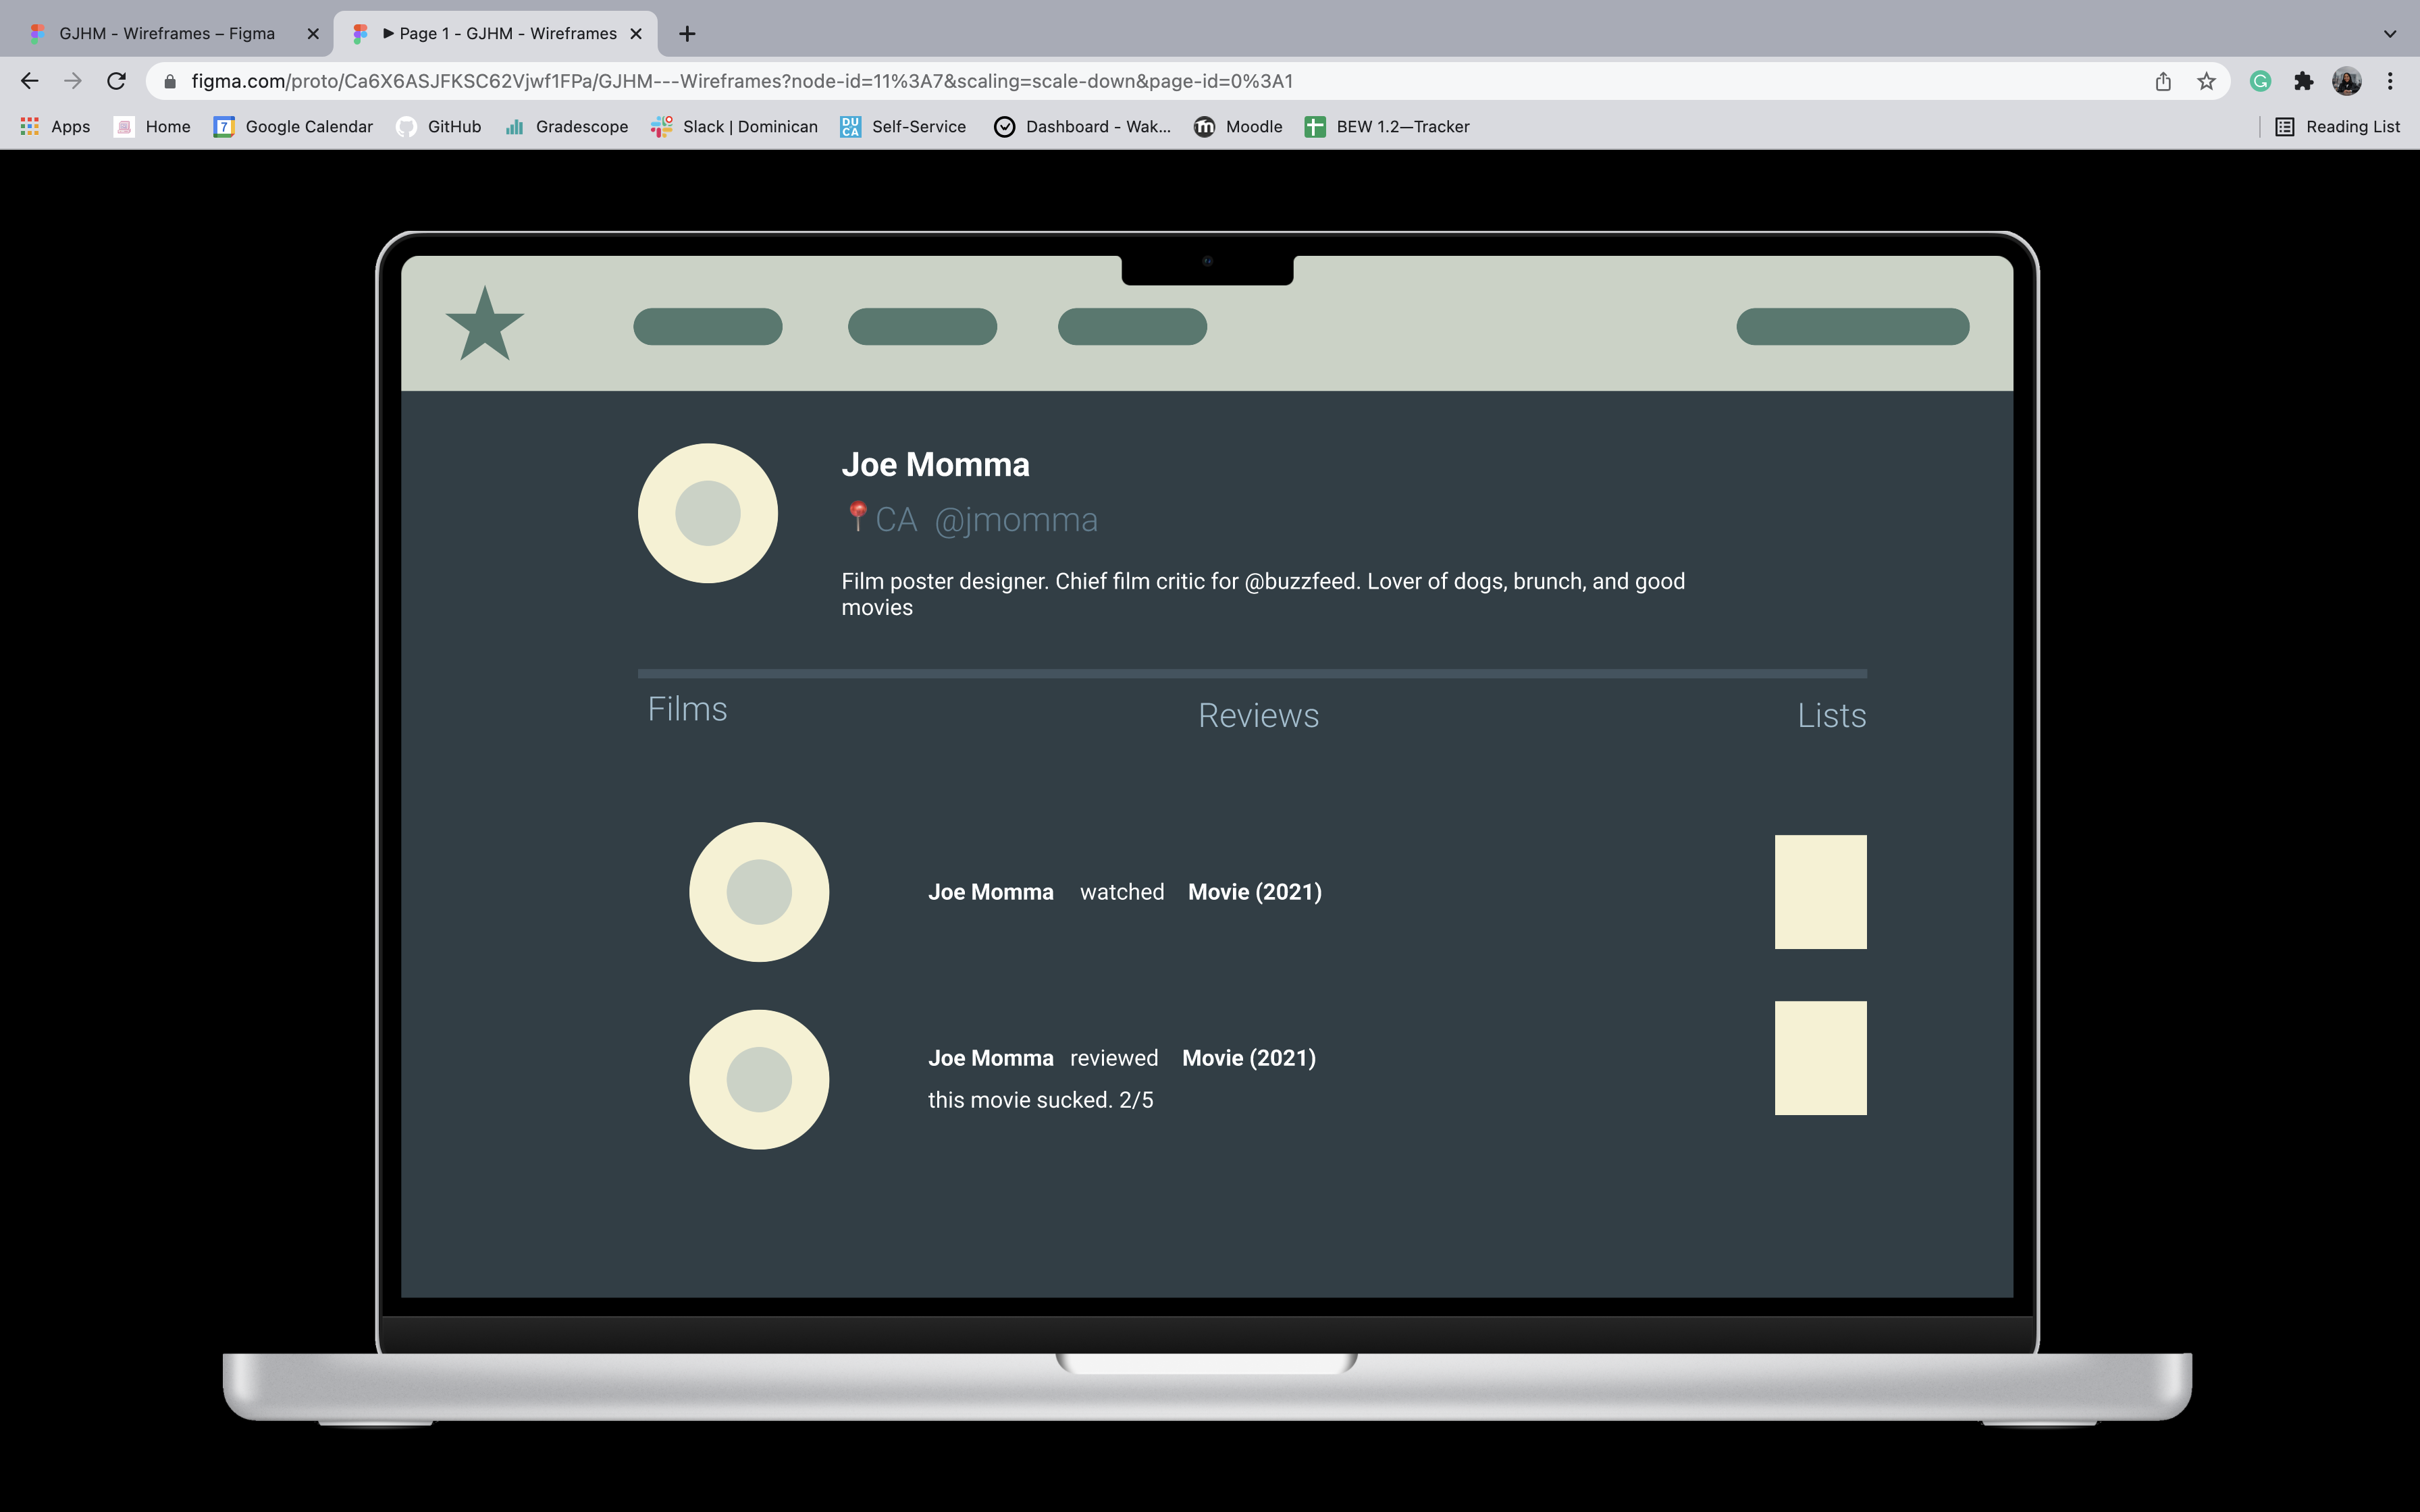 GJHM - Wireframes – Figma
Page 1 - GJHM - Wireframes
figma.com/proto/Ca6X6ASJFKSC62Vjwf1FPa/GJHM---Wireframes?node-id=11%3A7&scaling=scale-down&page-id=0%3A1
Apps Home 7 Google Calendar GitHub Gradescope Slack | Dominican DU CA Self-Service Dashboard - Wak... m Moodle BEW 1.2—Tracker Reading List
Joe Momma
CA @jmomma
Film poster designer. Chief film critic for @buzzfeed. Lover of dogs, brunch, and good
movies
Films Reviews Lists
Joe Momma watched Movie (2021)
Joe Momma reviewed Movie (2021)
this movie sucked. 2/5